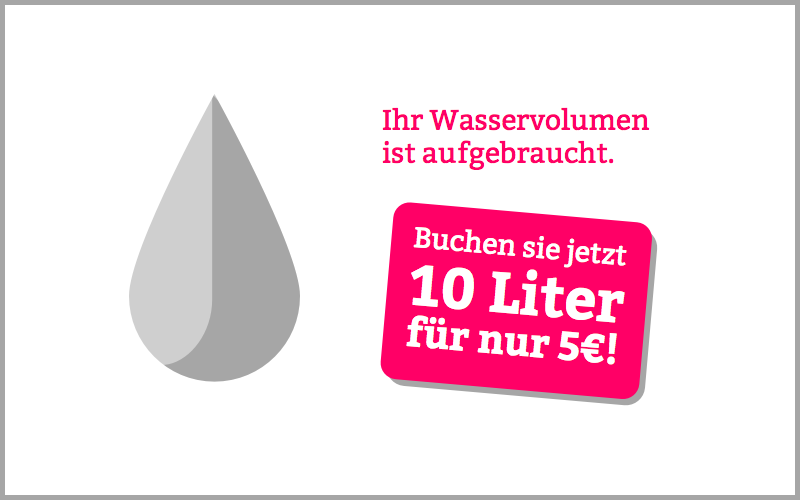 Ihr Wasservolumen
ist aufgebraucht.
Buchen sie jetzt
10 Liter
für nur 5€!